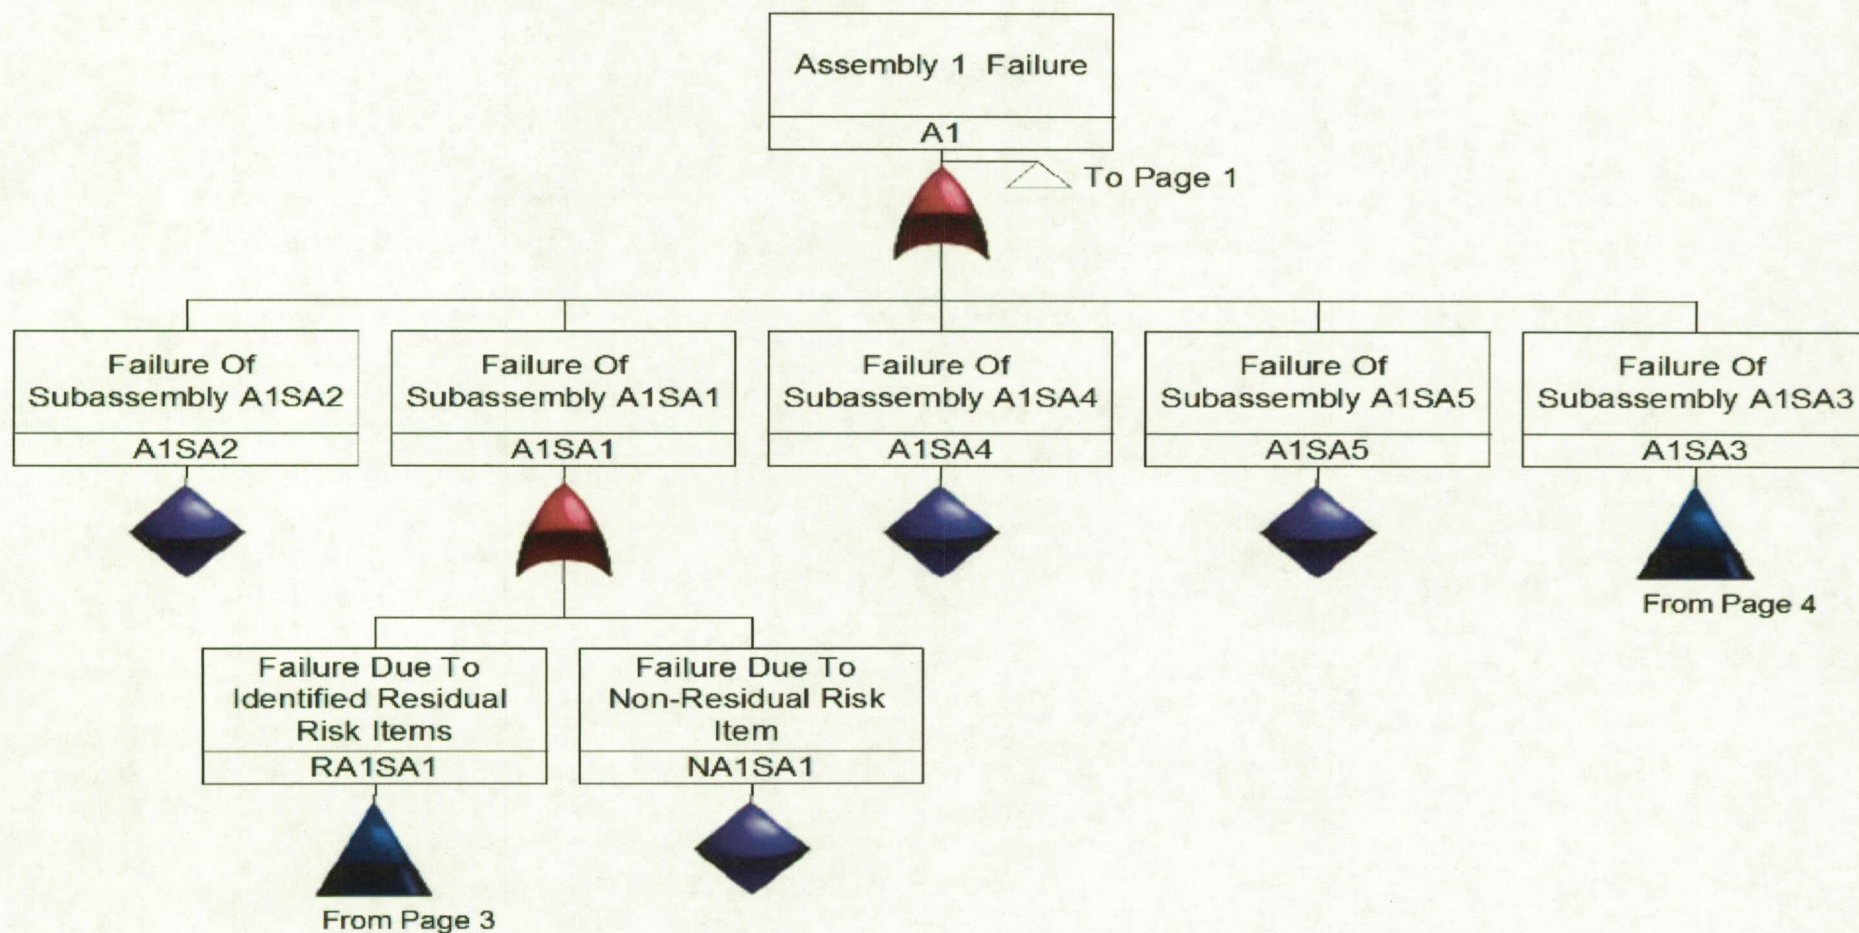 Assembly 1 Failure
A1
To Page 1
Failure Of
Subassembly A1SA2
A1SA2
Failure Of
Subassembly A1SA1
A1SA1
Failure Of
Subassembly A1SA4
A1SA4
Failure Of
Subassembly A1SA5
A1SA5
Failure Of
Subassembly A1SA3
A1SA3
From Page 4
Failure Due To
Identified Residual
Risk Items
RA1SA1
From Page 3
Failure Due To
Non-Residual Risk
Item
NA1SA1